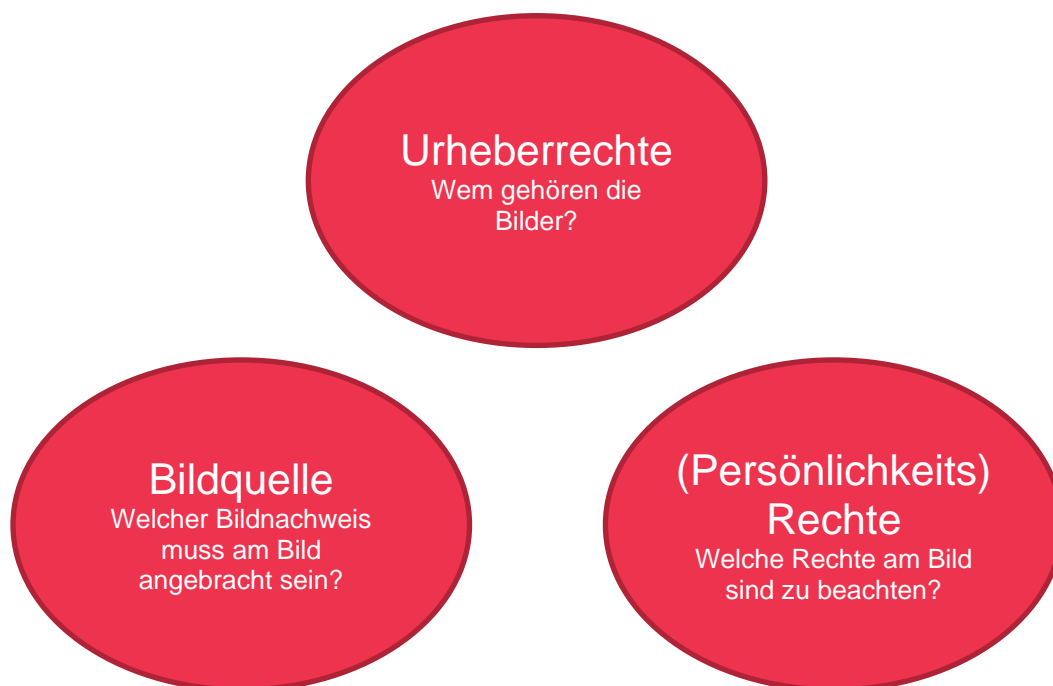 Urheberrechte
Wem gehören die
Bilder?
Bildquelle
Welcher Bildnachweis
muss am Bild
angebracht sein?
(Persönlichkeits)
Rechte
Welche Rechte am Bild
sind zu beachten?